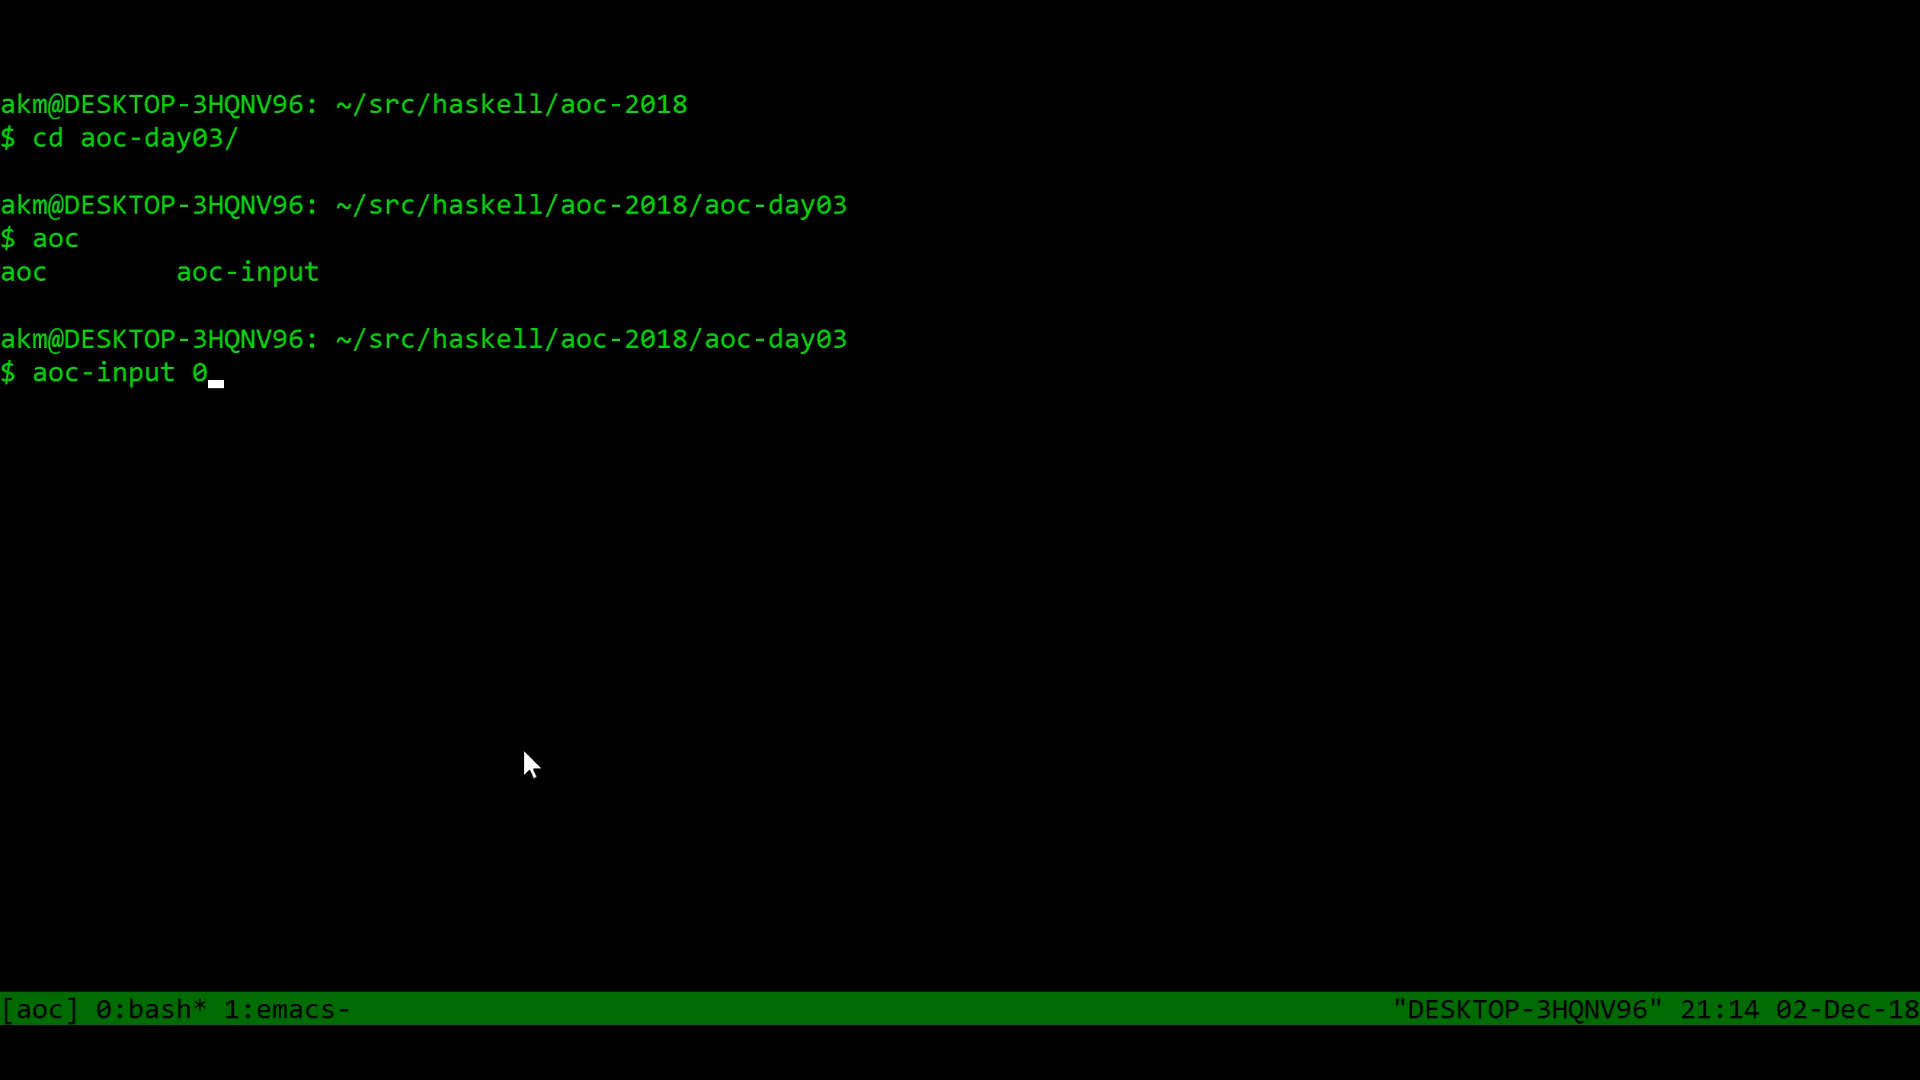 akm@DESKTOP-3HQNV96: ~/src/haskell/aoc-2018
$ cd aoc-day03/
akm@DESKTOP-3HQNV96: ~/src/haskell/aoc-2018/aoc-day03
$ aoc
aoc        aoc-input
akm@DESKTOP-3HQNV96: ~/src/haskell/aoc-2018/aoc-day03
$ aoc-input 0
[aoc] 0:bash* 1:emacs- "DESKTOP-3HQNV96" 21:14 02-Dec-18